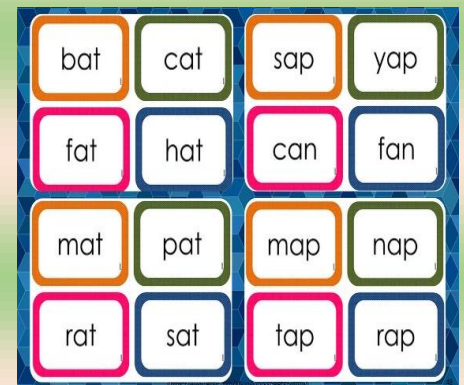 bat cat sap yap
fat hat can fan
mat pat map nap
rat sat tap rap